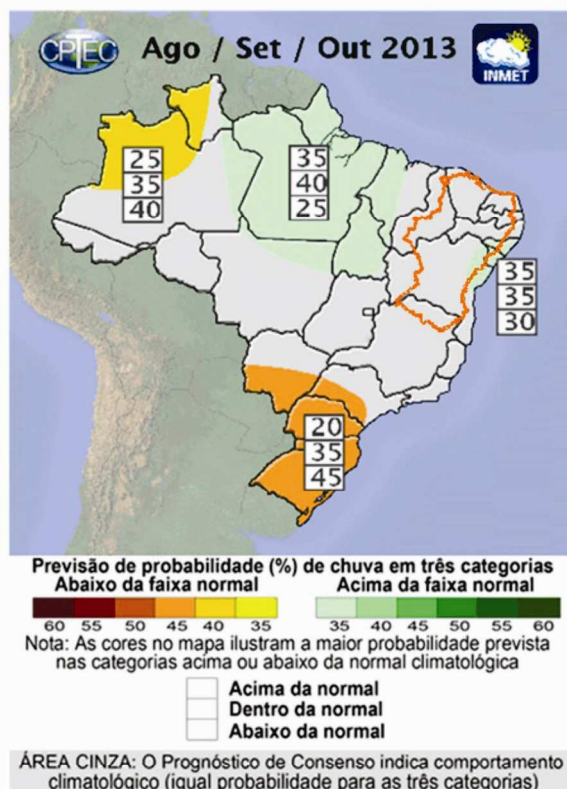 CPTEC
Ago / Set / Out 2013
INMET
25
35
40
35
40
25
35
35
30
20
35
45
Previsão de probabilidade (%) de chuva em três categorias
Abaixo da faixa normal
Acima da faixa normal
60 55 50 45 40 35
35 40 45 50 55 60
Nota: As cores no mapa ilustram a maior probabilidade prevista
nas categorias acima ou abaixo da normal climatológica
Acima da normal
Dentro da normal
Abaixo da normal
ÁREA CINZA: O Prognóstico de Consenso indica comportamento
climatológico (igual probabilidade para as três categorias)